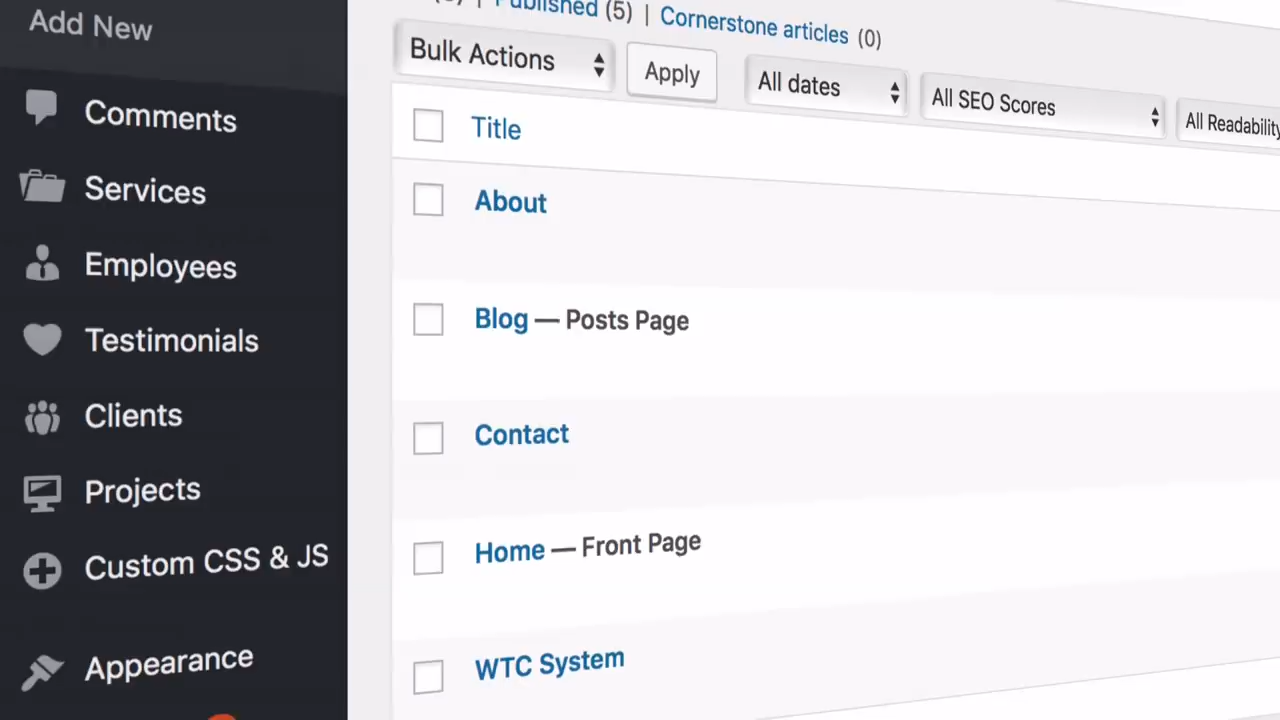 Add New
Comments
Services
Employees
Testimonials
Clients
Projects
Custom CSS & JS
Appearance
Published (5) | Cornerstone articles (0)
Bulk Actions
Apply
All dates
All SEO Scores
All Readability
Title
About
Blog — Posts Page
Contact
Home — Front Page
WTC System